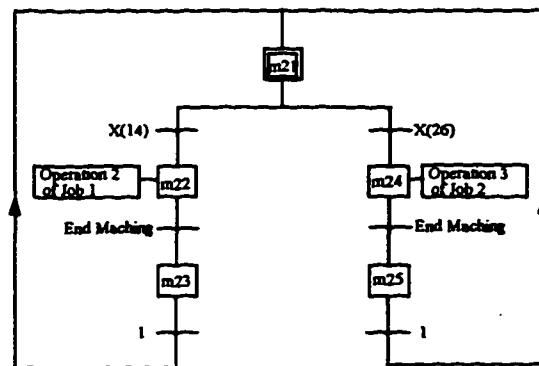 m21
X(14)
X(26)
Operation 2
of Job 1
m22
m24
Operation 3
of Job 2
End Maching
End Maching
m23
m25
1
1